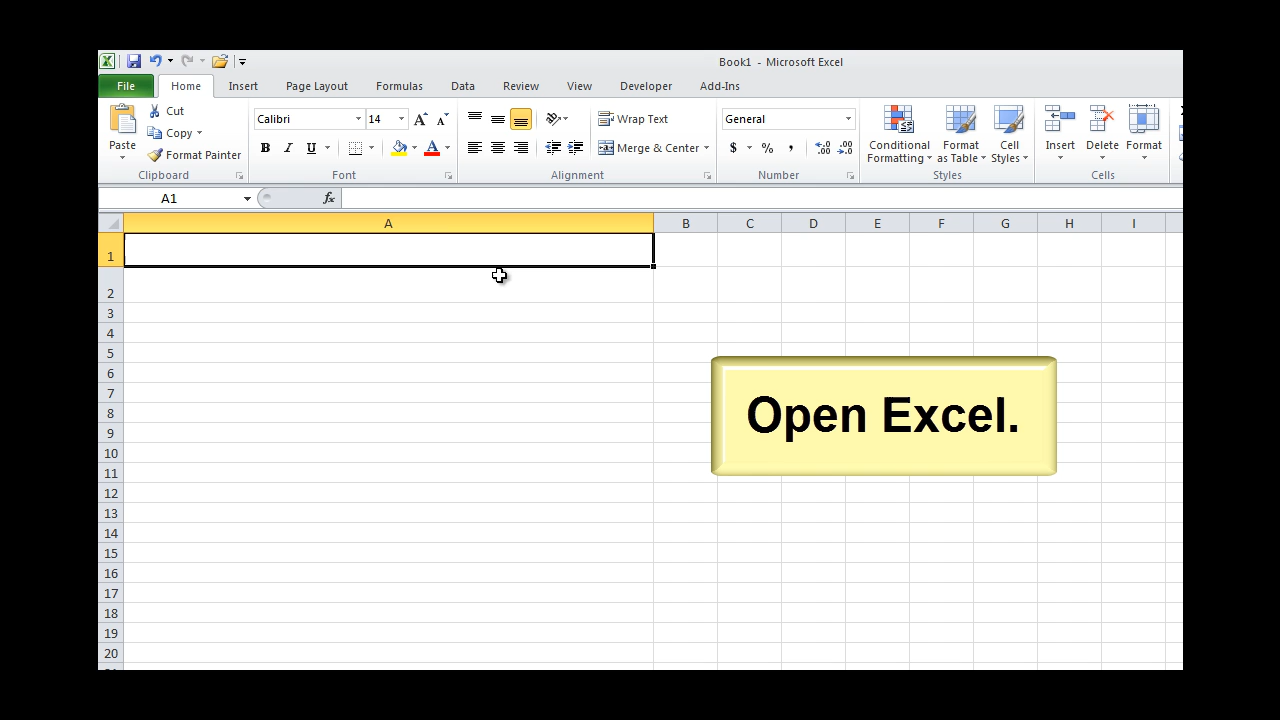 Book1 - Microsoft Excel
File Home Insert Page Layout Formulas Data Review View Developer Add-Ins
Paste
Cut
Copy
Format Painter
Clipboard
Calibri 14
B I U A
Font
Wrap Text
Merge & Center
Alignment
General
$ % ,
Number
Conditional Formatting
Format as Table
Cell Styles
Styles
Insert Delete Format
Cells
A1 fx
A B C D E F G H I
1
2
3
4
5
6
7
8
9
10
11
12
13
14
15
16
17
18
19
20
Open Excel.